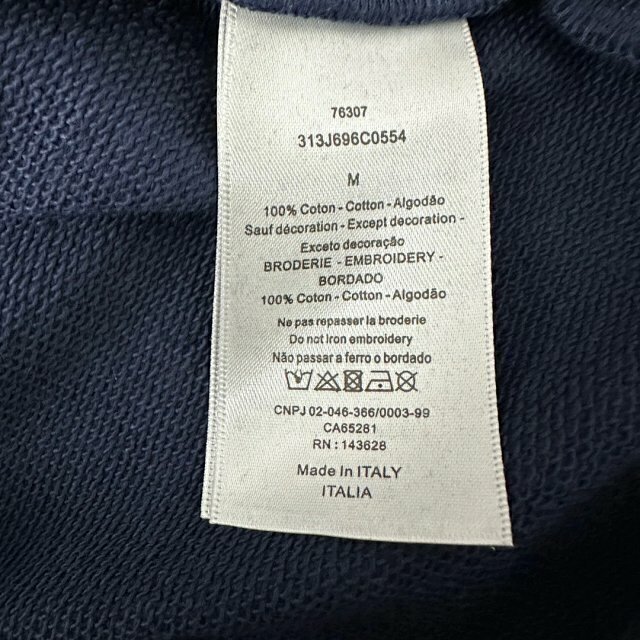 76307
313J696C0554
M
100% Coton - Cotton - Algodão
Sauf décoration - Except decoration -
Exceto decoração
BRODERIE - EMBROIDERY -
BORDADO
100% Coton - Cotton - Algodão
Ne pas repasser la broderie
Do not Iron embroidery
Não passar a ferro o bordado
CNPJ 02-046-366/0003-99
CA65281
RN : 143628
Made In ITALY
ITALIA